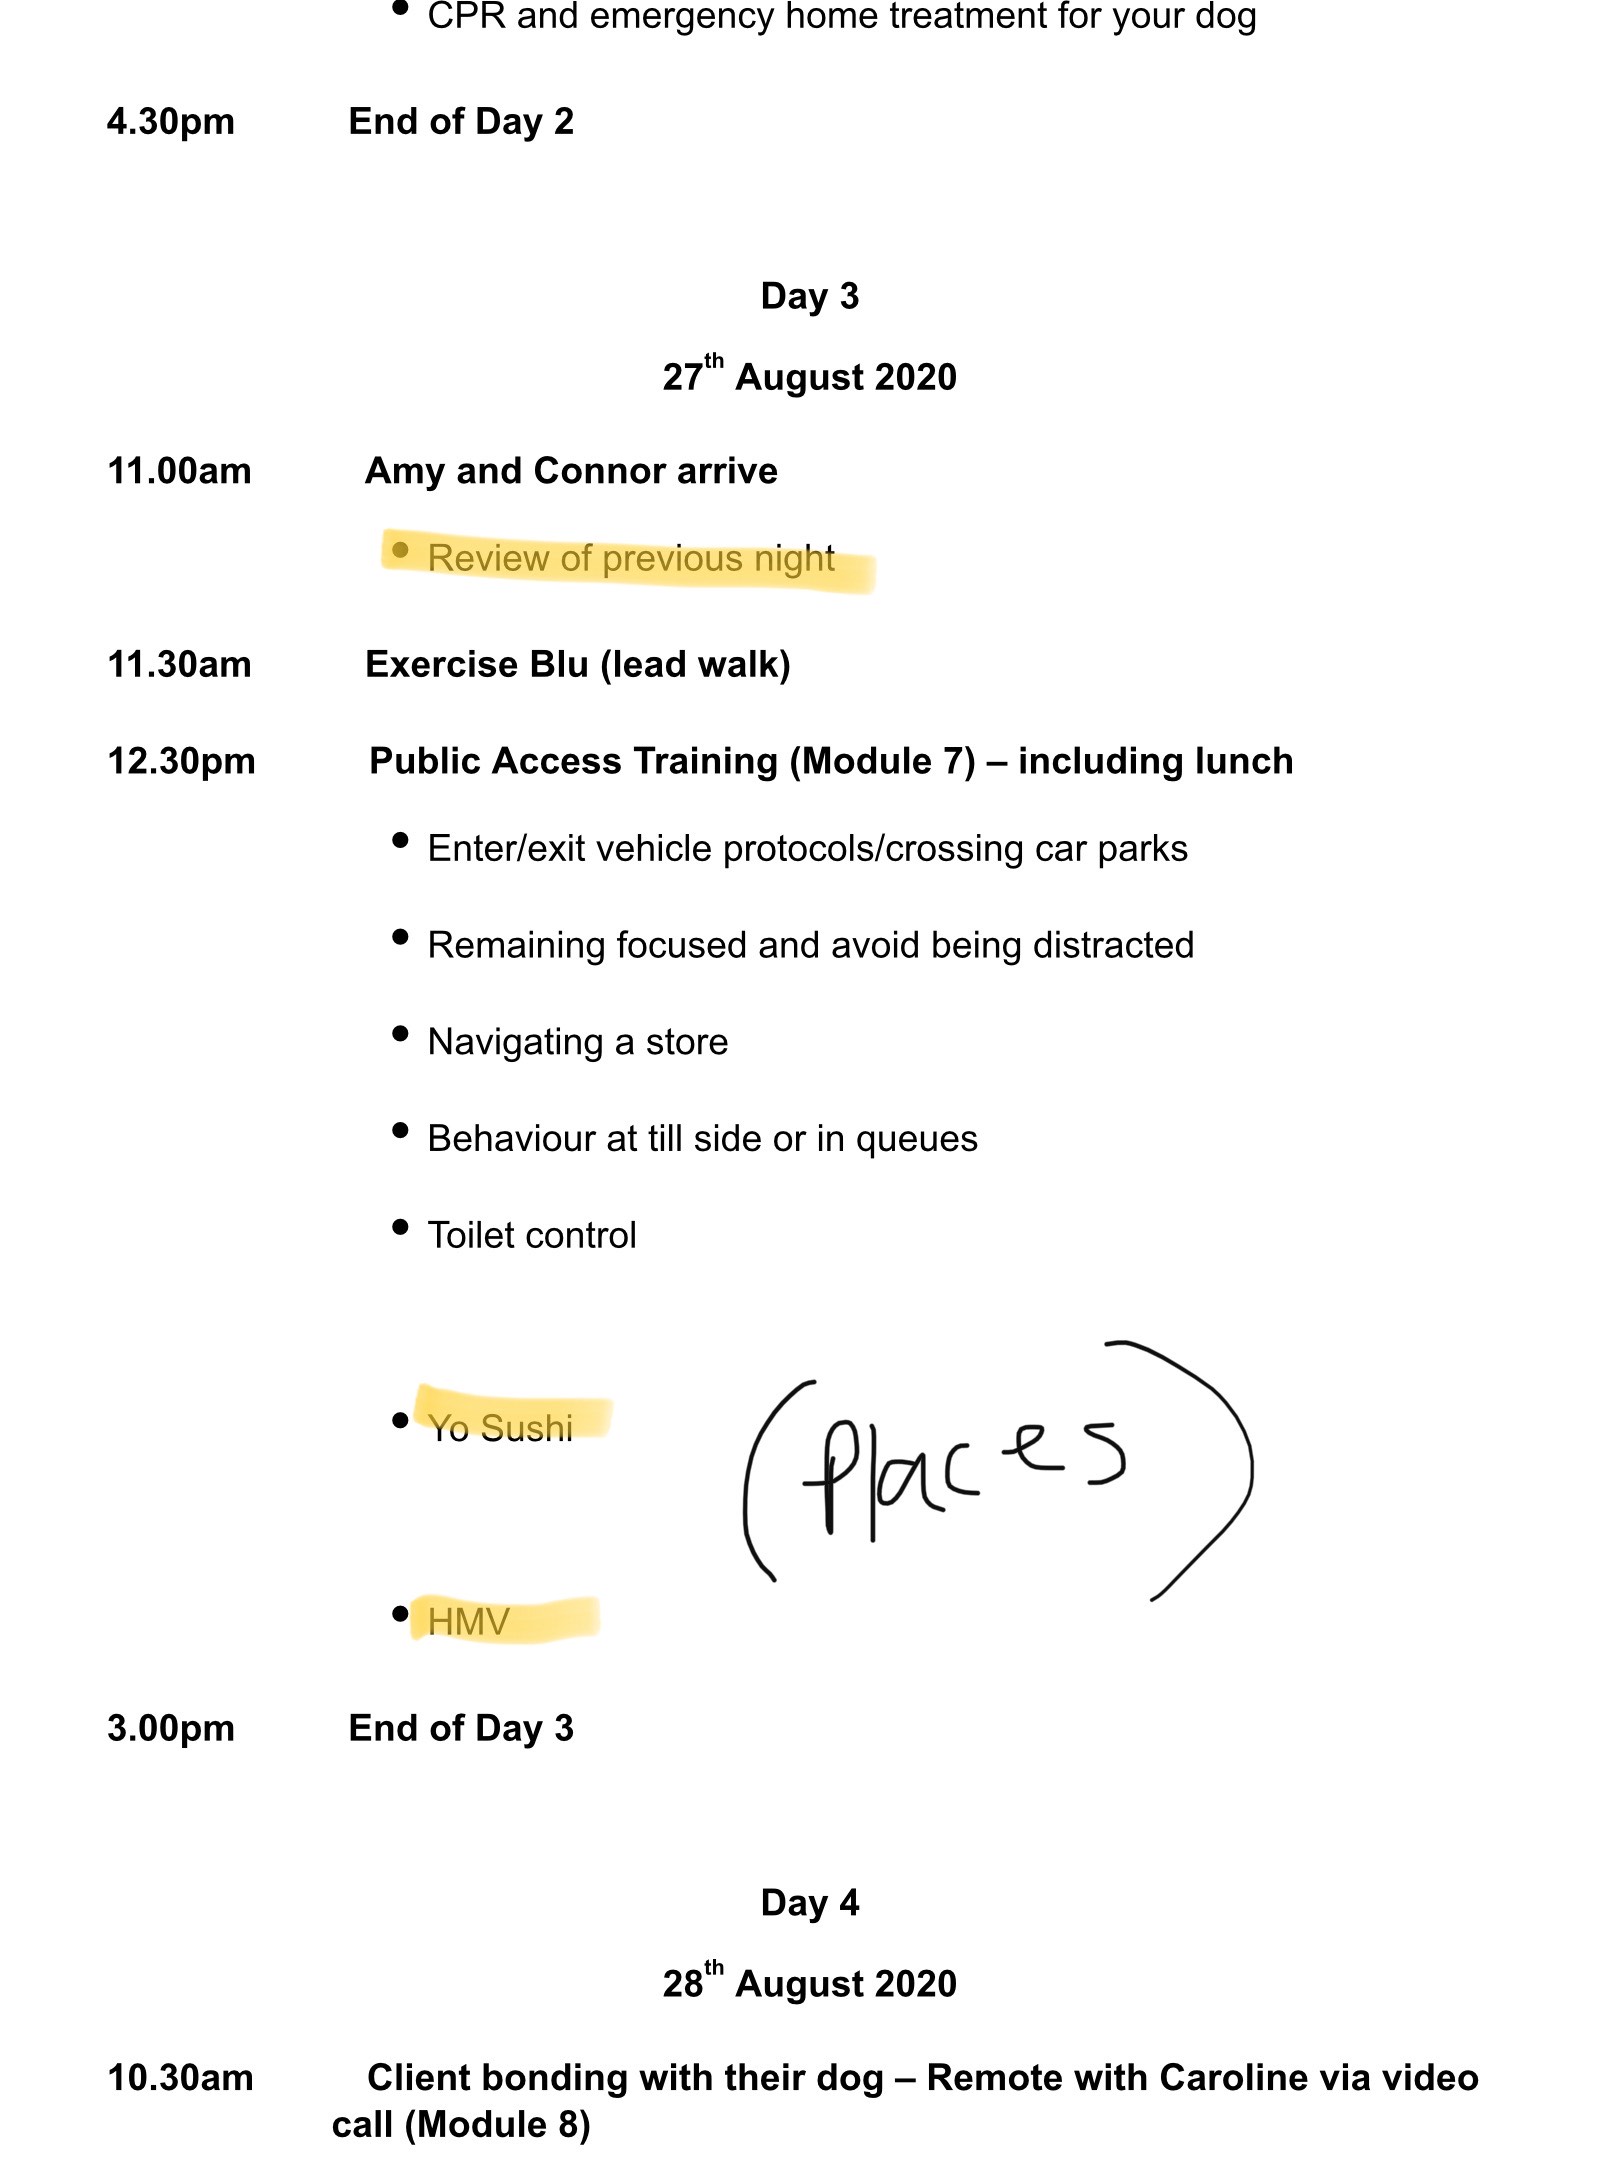 • CPR and emergency home treatment for your dog
4.30pm End of Day 2
Day 3
27th August 2020
11.00am Amy and Connor arrive
• Review of previous night
11.30am Exercise Blu (lead walk)
12.30pm Public Access Training (Module 7) – including lunch
• Enter/exit vehicle protocols/crossing car parks
• Remaining focused and avoid being distracted
• Navigating a store
• Behaviour at till side or in queues
• Toilet control
• Yo Sushi
(Places)
• HMV
3.00pm End of Day 3
Day 4
28th August 2020
10.30am Client bonding with their dog – Remote with Caroline via video
call (Module 8)